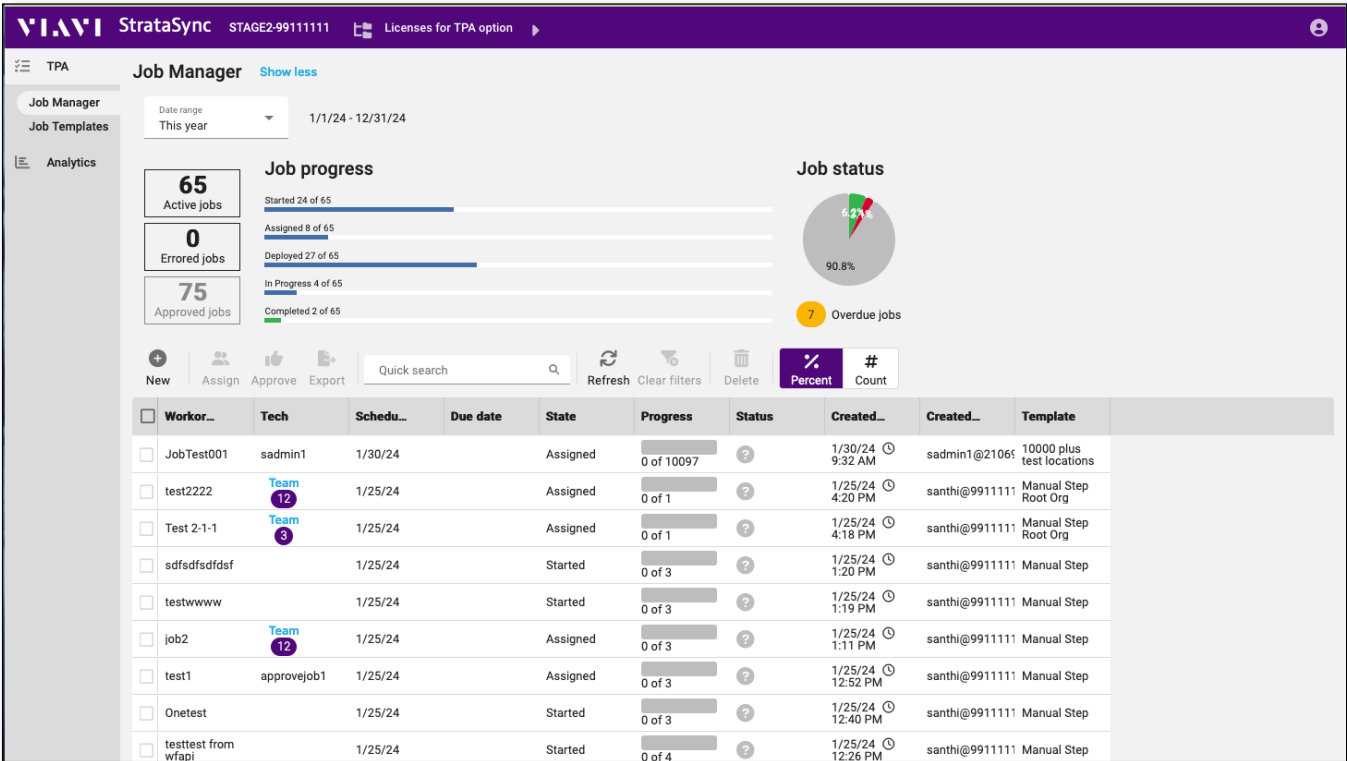 VIAVI StrataSync STAGE2-99111111 Licenses for TPA option
TPA
Job Manager
Job Templates
Analytics
Job Manager Show less
Date range
This year
1/1/24 - 12/31/24
65
Active jobs
0
Errored jobs
75
Approved jobs
Job progress
Started 24 of 65
Assigned 8 of 65
Deployed 27 of 65
In Progress 4 of 65
Completed 2 of 65
Job status
90.8%
7 Overdue jobs
New Assign Approve Export Quick search Refresh Clear filters Delete % Percent # Count
Workor... Tech Schedu... Due date State Progress Status Created... Created... Template
JobTest001 sadmin1 1/30/24 Assigned 0 of 10097 ? 1/30/24 9:32 AM sadmin1@21069 10000 plus test locations
test2222 Team 12 1/25/24 Assigned 0 of 1 ? 1/25/24 4:20 PM santhi@9911111 Manual Step Root Org
Test 2-1-1 Team 3 1/25/24 Assigned 0 of 1 ? 1/25/24 4:18 PM santhi@9911111 Manual Step Root Org
sdfsdfsdfdsf 1/25/24 Started 0 of 3 ? 1/25/24 1:20 PM santhi@9911111 Manual Step
testwwww 1/25/24 Started 0 of 3 ? 1/25/24 1:19 PM santhi@9911111 Manual Step
job2 Team 12 1/25/24 Assigned 0 of 3 ? 1/25/24 1:11 PM santhi@9911111 Manual Step
test1 approvejob1 1/25/24 Assigned 0 of 3 ? 1/25/24 12:52 PM santhi@9911111 Manual Step
Onetest 1/25/24 Started 0 of 3 ? 1/25/24 12:40 PM santhi@9911111 Manual Step
testtest from wfapi 1/25/24 Started 0 of 4 ? 1/25/24 12:26 PM santhi@9911111 Manual Step